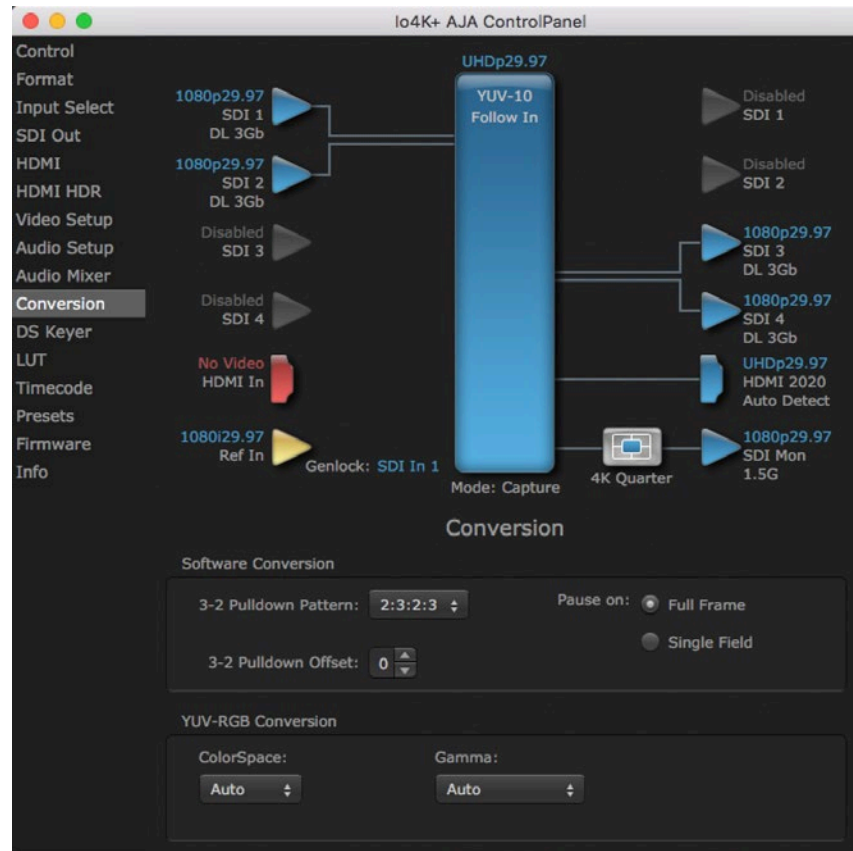 Io4K+ AJA ControlPanel
Control
Format
Input Select
SDI Out
HDMI
HDMI HDR
Video Setup
Audio Setup
Audio Mixer
Conversion
DS Keyer
LUT
Timecode
Presets
Firmware
Info
1080p29.97
SDI 1
DL 3Gb
1080p29.97
SDI 2
DL 3Gb
Disabled
SDI 3
Disabled
SDI 4
No Video
HDMI In
1080i29.97
Ref In
Genlock: SDI In 1
UHDp29.97
YUV-10
Follow In
Mode: Capture
Disabled
SDI 1
Disabled
SDI 2
1080p29.97
SDI 3
DL 3Gb
1080p29.97
SDI 4
DL 3Gb
UHDp29.97
HDMI 2020
Auto Detect
4K Quarter
1080p29.97
SDI Mon
1.5G
Conversion
Software Conversion
3-2 Pulldown Pattern: 2:3:2:3
Pause on: Full Frame
Single Field
3-2 Pulldown Offset: 0
YUV-RGB Conversion
ColorSpace: Gamma:
Auto Auto